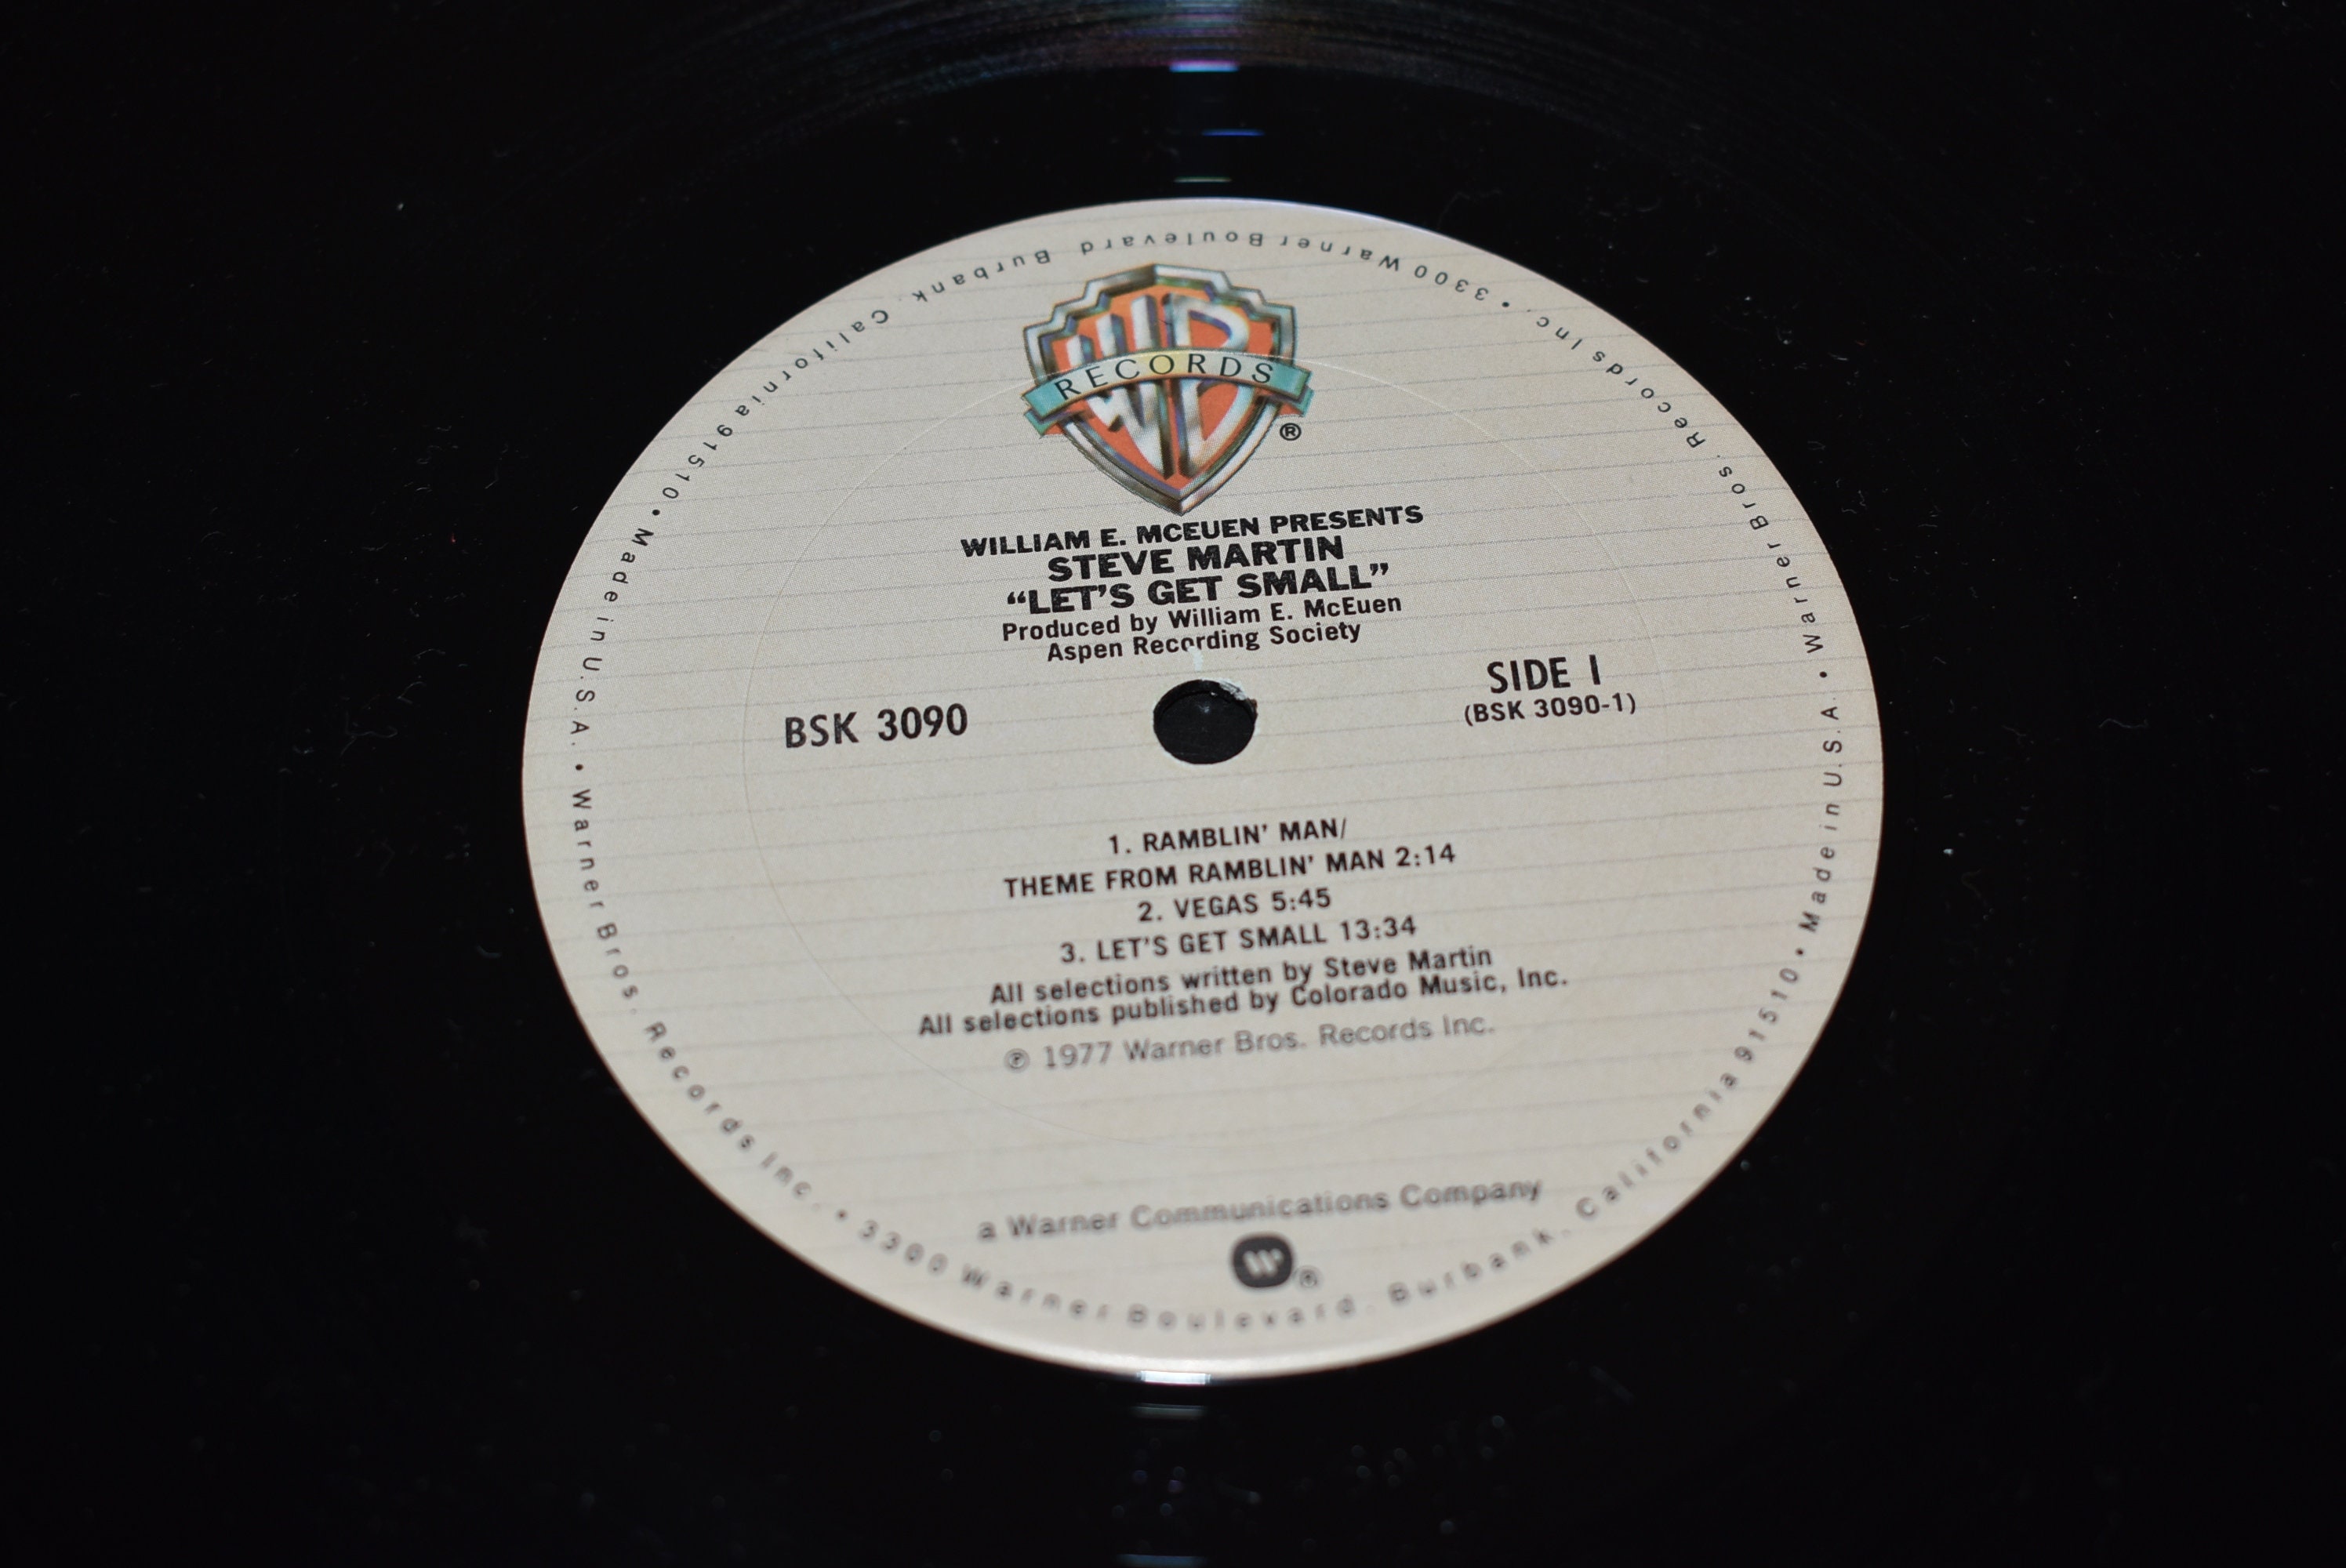 WB
RECORDS
®
WILLIAM E. MCEUEN PRESENTS
STEVE MARTIN
“LET’S GET SMALL”
Produced by William E. McEuen
Aspen Recording Society
BSK 3090
SIDE 1
(BSK 3090-1)
1. RAMBLIN’ MAN/
THEME FROM RAMBLIN’ MAN 2:14
2. VEGAS 5:45
3. LET’S GET SMALL 13:34
All selections written by Steve Martin
All selections published by Colorado Music, Inc.
℗ 1977 Warner Bros. Records Inc.
a Warner Communications Company
W ®
Warner Bros. Records Inc. • 3300 Warner Boulevard. Burbank. California 91510 • Made in U.S.A. •
Warner Bros. Records Inc. • 3300 Warner Boulevard Burbank. California 91510 • Made in U.S.A. •